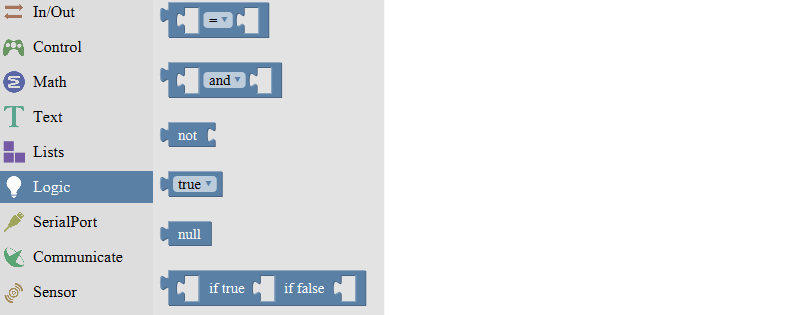 In/Out
Control
Math
Text
Lists
Logic
SerialPort
Communicate
Sensor
=
and
not
true
null
if true if false